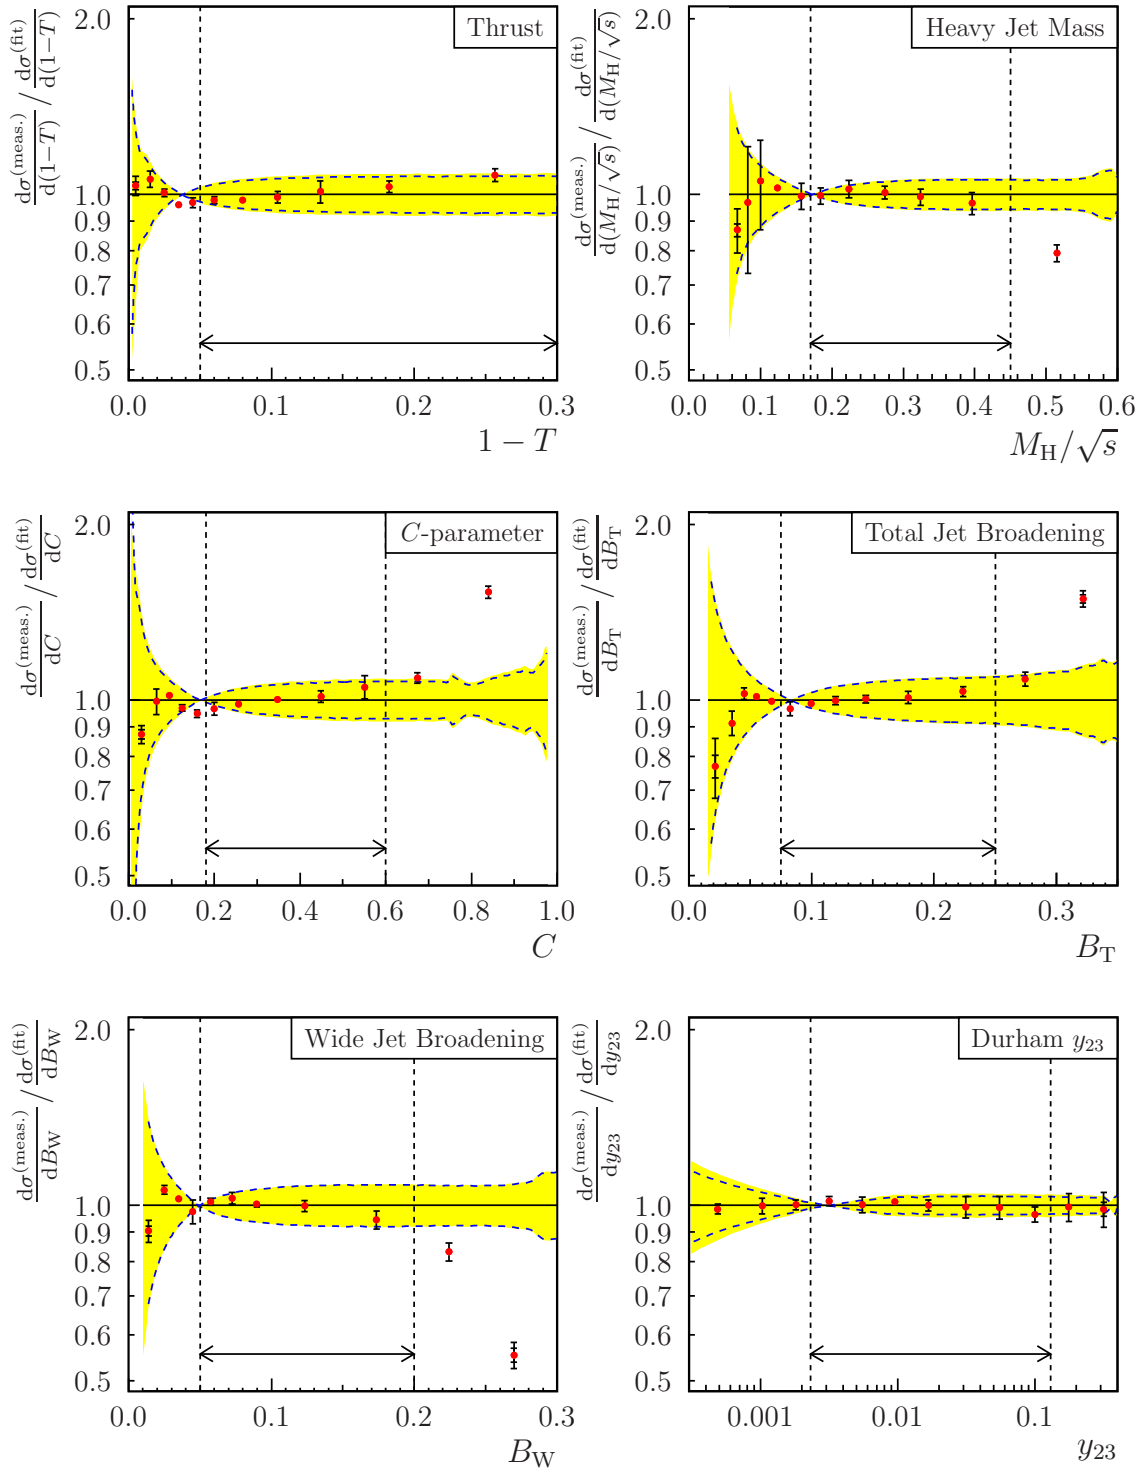 Thrust
dσ(meas.)/d(1−T) / dσ(fit)/d(1−T)
2.0
1.0
0.9
0.8
0.7
0.6
0.5
0.0 0.1 0.2 0.3
1 − T
Heavy Jet Mass
dσ(meas.)/d(M_H/√s) / dσ(fit)/d(M_H/√s)
2.0
1.0
0.9
0.8
0.7
0.6
0.5
0.0 0.1 0.2 0.3 0.4 0.5 0.6
M_H/√s
C-parameter
dσ(meas.)/dC / dσ(fit)/dC
2.0
1.0
0.9
0.8
0.7
0.6
0.5
0.0 0.2 0.4 0.6 0.8 1.0
C
Total Jet Broadening
dσ(meas.)/dB_T / dσ(fit)/dB_T
2.0
1.0
0.9
0.8
0.7
0.6
0.5
0.0 0.1 0.2 0.3
B_T
Wide Jet Broadening
dσ(meas.)/dB_W / dσ(fit)/dB_W
2.0
1.0
0.9
0.8
0.7
0.6
0.5
0.0 0.1 0.2 0.3
B_W
Durham y₂₃
dσ(meas.)/dy₂₃ / dσ(fit)/dy₂₃
2.0
1.0
0.9
0.8
0.7
0.6
0.5
0.001 0.01 0.1
y₂₃